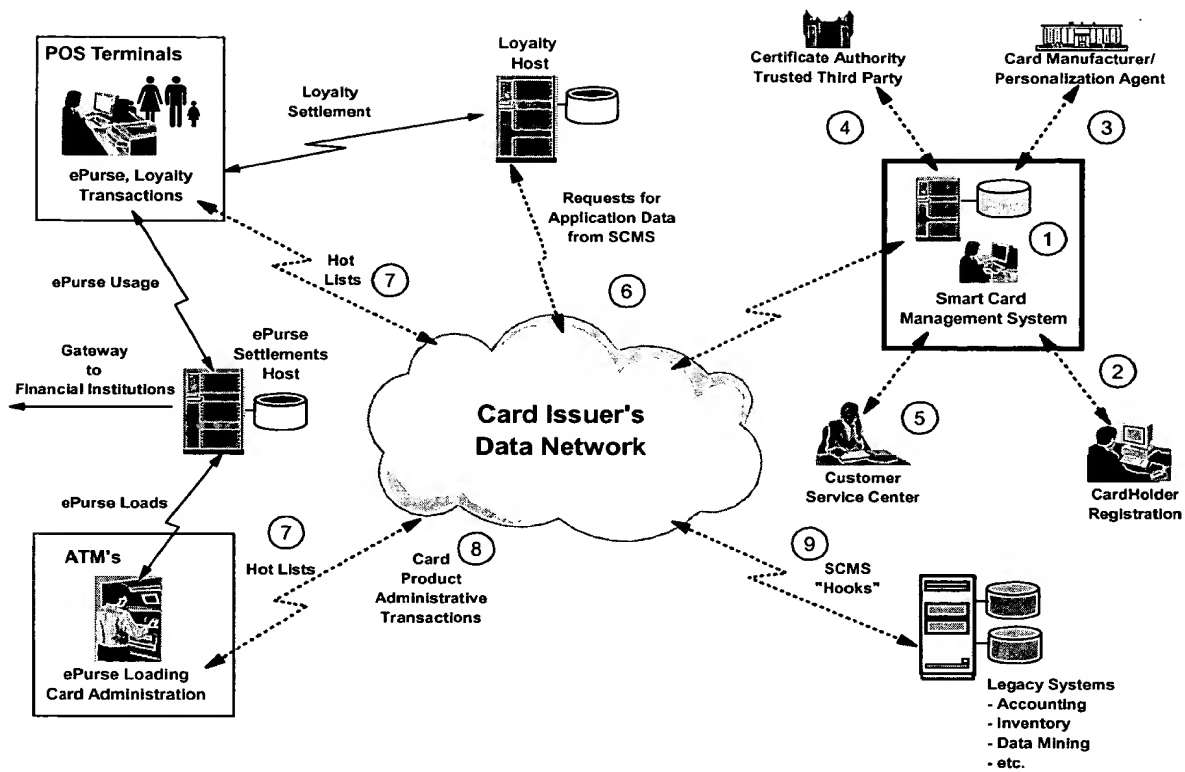 POS Terminals
ePurse, Loyalty
Transactions
Loyalty
Settlement
Loyalty
Host
Certificate Authority
Trusted Third Party
Card Manufacturer/
Personalization Agent
4
3
Requests for
Application Data
from SCMS
1
Smart Card
Management System
Hot
Lists
7
6
ePurse Usage
ePurse
Settlements
Host
Gateway
to
Financial Institutions
2
5
Card Issuer's
Data Network
Customer
Service Center
CardHolder
Registration
ePurse Loads
7
Hot Lists
8
Card
Product
Administrative
Transactions
9
SCMS
"Hooks"
ATM's
ePurse Loading
Card Administration
Legacy Systems
- Accounting
- Inventory
- Data Mining
- etc.